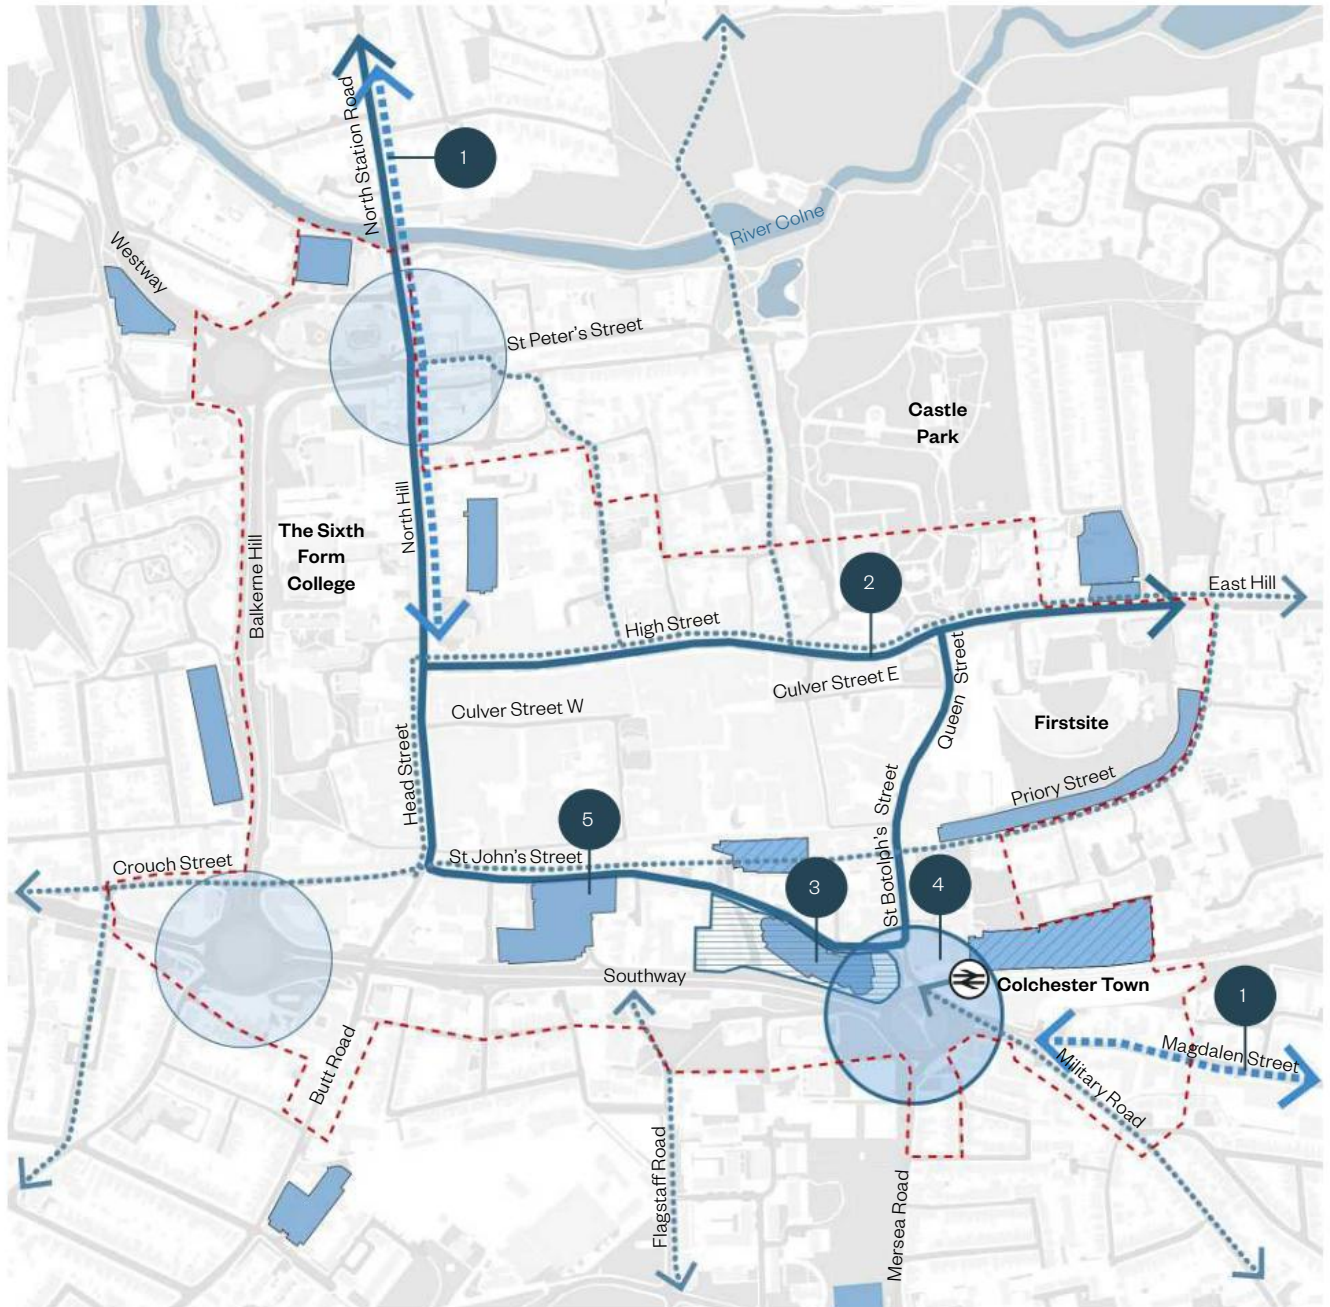 North Station Road
1
River Colne
Westway
St Peter's Street
Castle
Park
North Hill
The Sixth
Form
College
Balkerne Hill
2
East Hill
High Street
Culver Street E
Queen Street
Culver Street W
Firstsite
Head Street
Priory Street
5
St Botolph's Street
St John's Street
Crouch Street
3
4
Southway
Colchester Town
1
Magdalen Street
Military Road
Butt Road
Flagstaff Road
Mersea Road